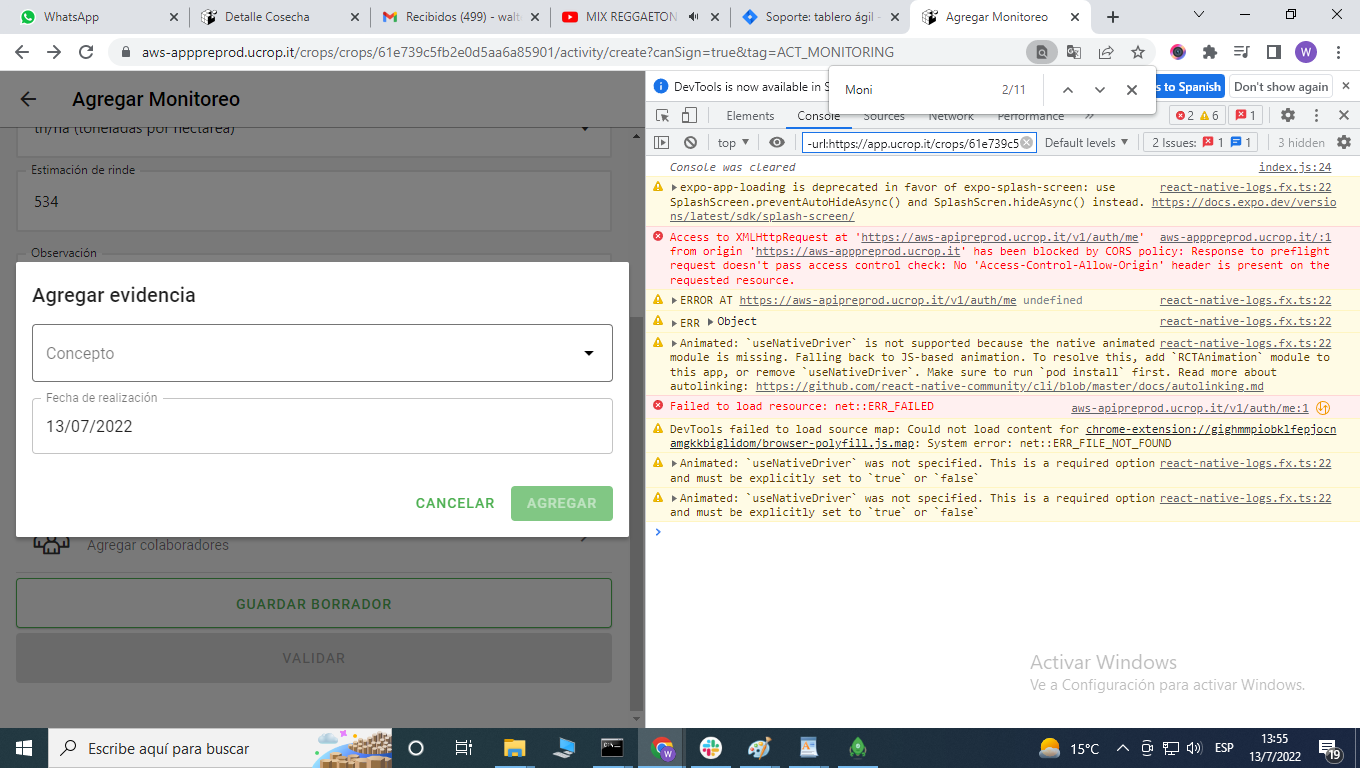 WhatsApp
Detalle Cosecha
Recibidos (499) - walt
MIX REGGAETON
Soporte: tablero ágil -
Agregar Monitoreo
aws-apppreprod.ucrop.it/crops/crops/61e739c5fb2e0d5aa6a85901/activity/create?canSign=true&tag=ACT_MONITORING
W
Agregar Monitoreo
tn/ha (toneladas por hectárea)
Estimación de rinde
534
Observación
Agregar evidencia
Concepto
Fecha de realización
13/07/2022
CANCELAR
AGREGAR
Agregar colaboradores
GUARDAR BORRADOR
VALIDAR
DevTools is now available in S
s to Spanish
Don't show again
Moni
2/11
Elements
Console
Sources
Network
Performance
2
6
1
top
-url:https://app.ucrop.it/crops/61e739c5
Default levels
2 Issues:
1
1
3 hidden
Console was cleared
index.js:24
expo-app-loading is deprecated in favor of expo-splash-screen: use
react-native-logs.fx.ts:22
SplashScreen.preventAutoHideAsync() and SplashScren.hideAsync() instead. https://docs.expo.dev/versio
ns/latest/sdk/splash-screen/
Access to XMLHttpRequest at 'https://aws-apipreprod.ucrop.it/v1/auth/me'
aws-apppreprod.ucrop.it/:1
from origin 'https://aws-apppreprod.ucrop.it' has been blocked by CORS policy: Response to preflight
request doesn't pass access control check: No 'Access-Control-Allow-Origin' header is present on the
requested resource.
ERROR AT https://aws-apipreprod.ucrop.it/v1/auth/me undefined
react-native-logs.fx.ts:22
ERR Object
react-native-logs.fx.ts:22
Animated: `useNativeDriver` is not supported because the native animated
react-native-logs.fx.ts:22
module is missing. Falling back to JS-based animation. To resolve this, add `RCTAnimation` module to
this app, or remove `useNativeDriver`. Make sure to run `pod install` first. Read more about
autolinking: https://github.com/react-native-community/cli/blob/master/docs/autolinking.md
Failed to load resource: net::ERR_FAILED
aws-apipreprod.ucrop.it/v1/auth/me:1
DevTools failed to load source map: Could not load content for chrome-extension://gighmmpiobklfepjocn
amgkkbiglidom/browser-polyfill.js.map: System error: net::ERR_FILE_NOT_FOUND
Animated: `useNativeDriver` was not specified. This is a required option
react-native-logs.fx.ts:22
and must be explicitly set to `true` or `false`
Animated: `useNativeDriver` was not specified. This is a required option
react-native-logs.fx.ts:22
and must be explicitly set to `true` or `false`
Activar Windows
Ve a Configuración para activar Windows.
Escribe aquí para buscar
W
15°C
ESP
13:55
13/7/2022
19